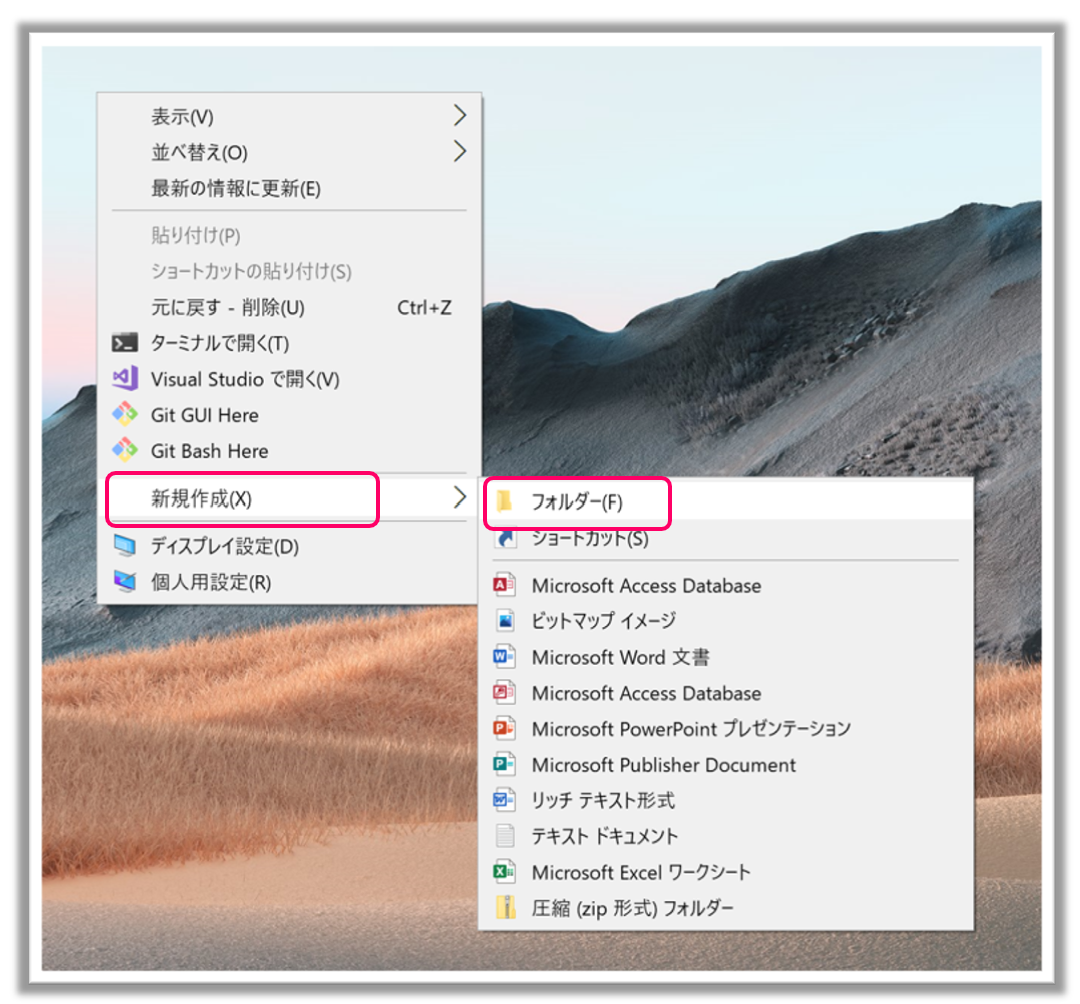 表示(V)
並べ替え(O)
最新の情報に更新(E)
貼り付け(P)
ショートカットの貼り付け(S)
元に戻す - 削除(U) Ctrl+Z
ターミナルで開く(T)
Visual Studio で開く(V)
Git GUI Here
Git Bash Here
新規作成(X)
ディスプレイ設定(D)
個人用設定(R)
フォルダー(F)
ショートカット(S)
Microsoft Access Database
ビットマップ イメージ
Microsoft Word 文書
Microsoft Access Database
Microsoft PowerPoint プレゼンテーション
Microsoft Publisher Document
リッチ テキスト形式
テキスト ドキュメント
Microsoft Excel ワークシート
圧縮 (zip 形式) フォルダー